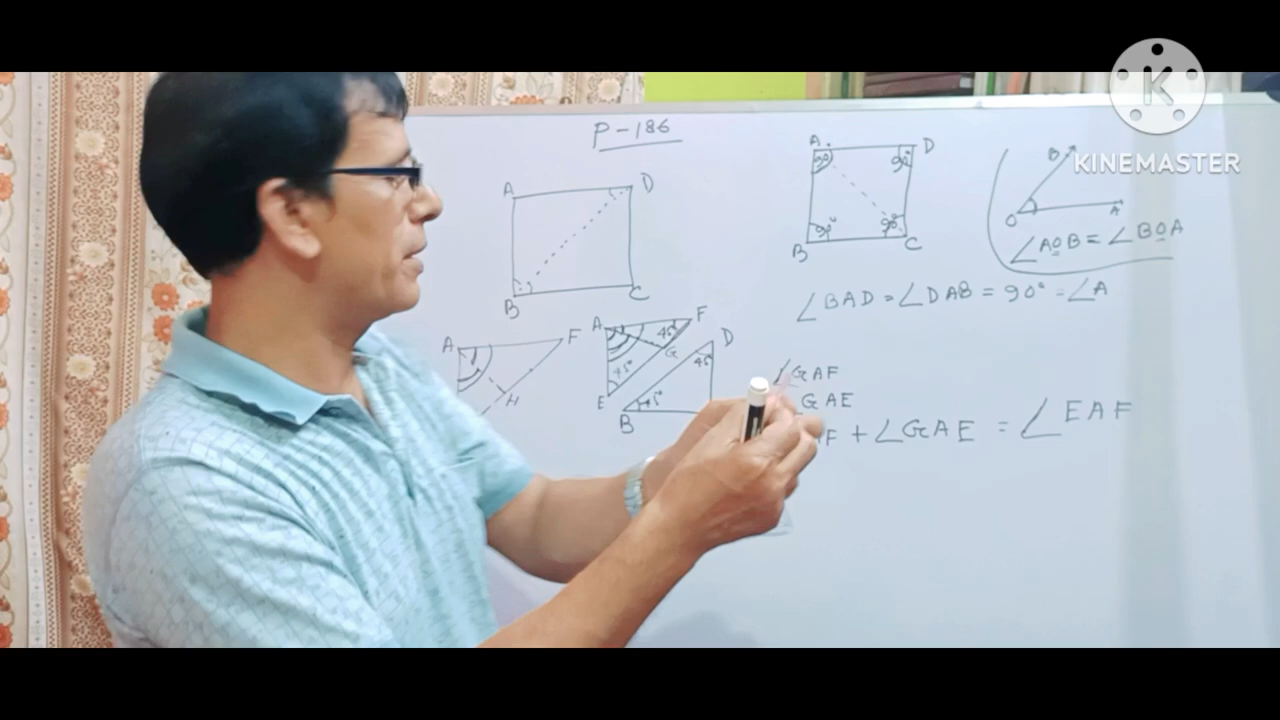 P-186
A D
B C
A D
90° 90°
90° 90°
B C
B
O A
∠AOB = ∠BOA
∠BAD = ∠DAB = 90° = ∠A
A F
H
A F
45°
G
45°
E
D
45°
45°
B
∠GAF
GAE
F + ∠GAE = ∠EAF
K
KINEMASTER